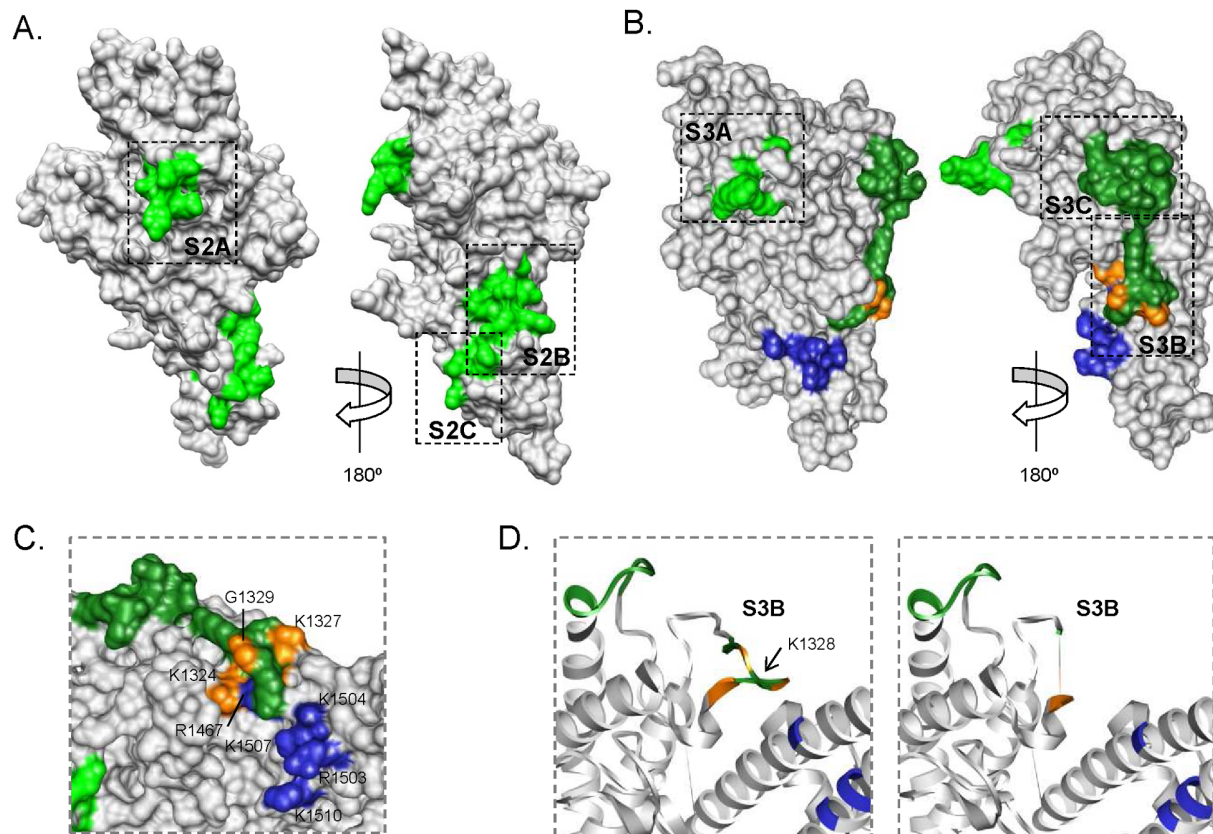 A.
S2A
S2B
S2C
180º
B.
S3A
S3C
S3B
180º
C.
G1329
K1327
K1324
K1504
R1467
K1507
R1503
K1510
D.
S3B
K1328
S3B